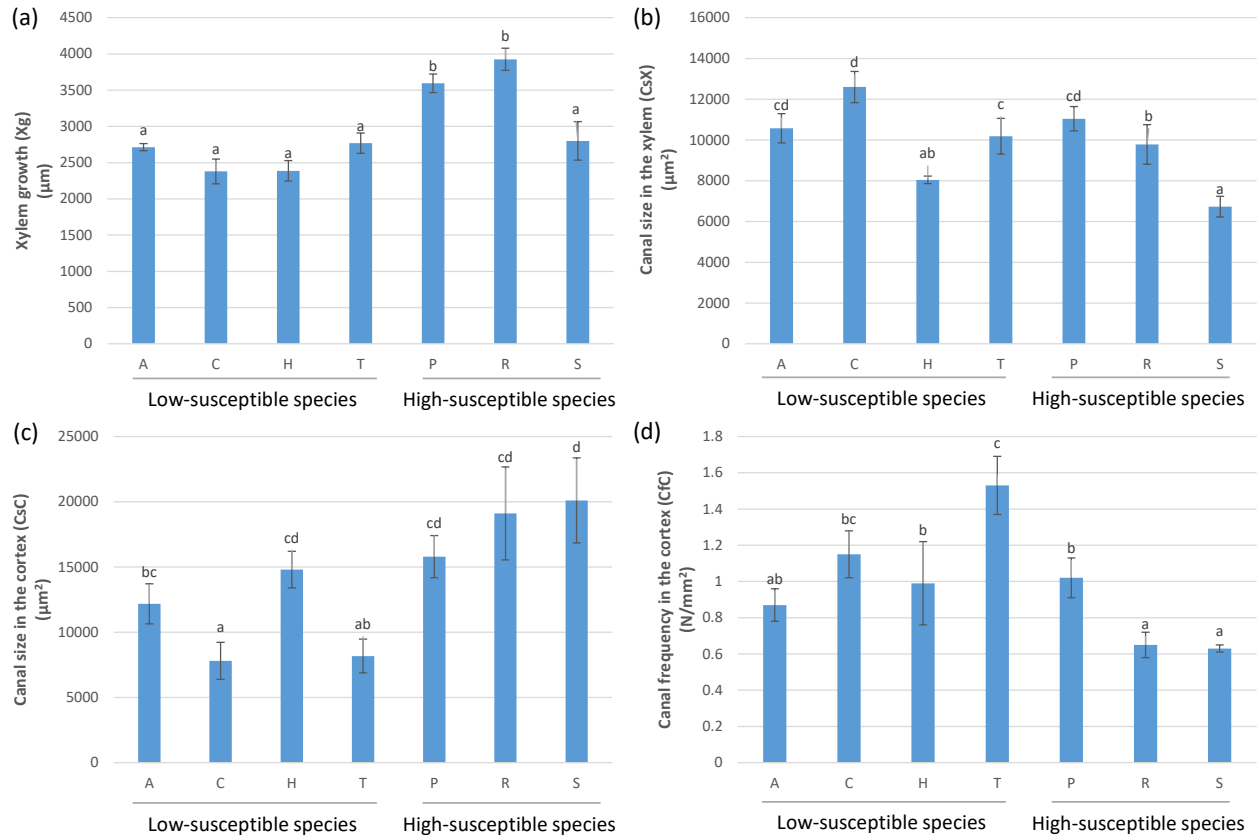 (a)
Xylem growth (Xg)
(µm)
4500
4000
3500
3000
2500
2000
1500
1000
500
0
a
a
a
a
b
b
a
A C H T P R S
Low-susceptible species High-susceptible species
(b)
Canal size in the xylem (CsX)
(µm²)
16000
14000
12000
10000
8000
6000
4000
2000
0
cd
d
ab
c
cd
b
a
A C H T P R S
Low-susceptible species High-susceptible species
(c)
Canal size in the cortex (CsC)
(µm²)
25000
20000
15000
10000
5000
0
bc
a
cd
ab
cd
cd
d
A C H T P R S
Low-susceptible species High-susceptible species
(d)
Canal frequency in the cortex (CfC)
(N/mm²)
1.8
1.6
1.4
1.2
1
0.8
0.6
0.4
0.2
0
ab
bc
b
c
b
a
a
A C H T P R S
Low-susceptible species High-susceptible species